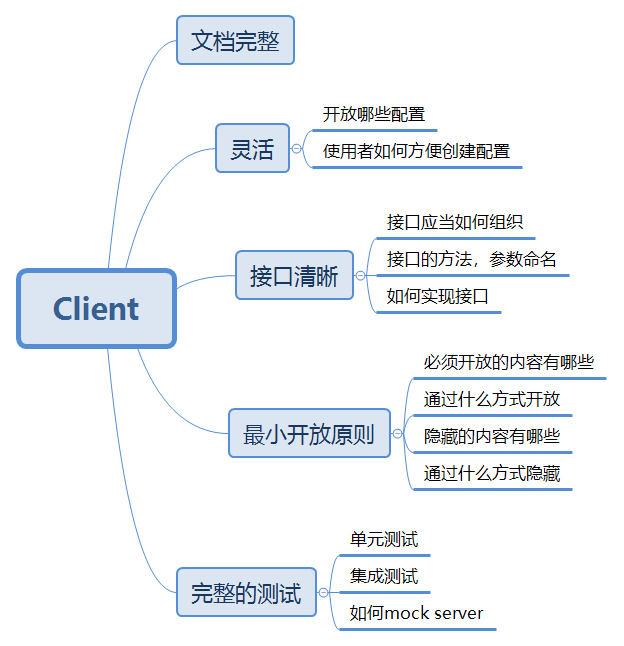 Client
文档完整
灵活
开放哪些配置
使用者如何方便创建配置
接口清晰
接口应当如何组织
接口的方法，参数命名
如何实现接口
最小开放原则
必须开放的内容有哪些
通过什么方式开放
隐藏的内容有哪些
通过什么方式隐藏
完整的测试
单元测试
集成测试
如何mock server